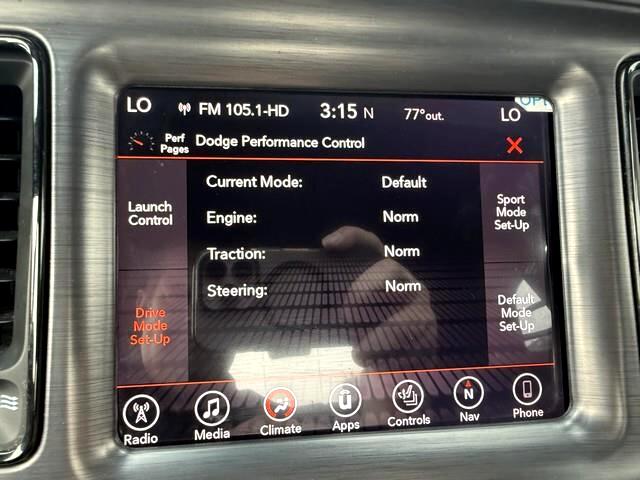 LO FM 105.1-HD 3:15 N 77°out. LO
Perf Pages Dodge Performance Control
Launch Control
Drive Mode Set-Up
Current Mode: Default
Engine: Norm
Traction: Norm
Steering: Norm
Sport Mode Set-Up
Default Mode Set-Up
Radio Media Climate Apps Controls Nav Phone